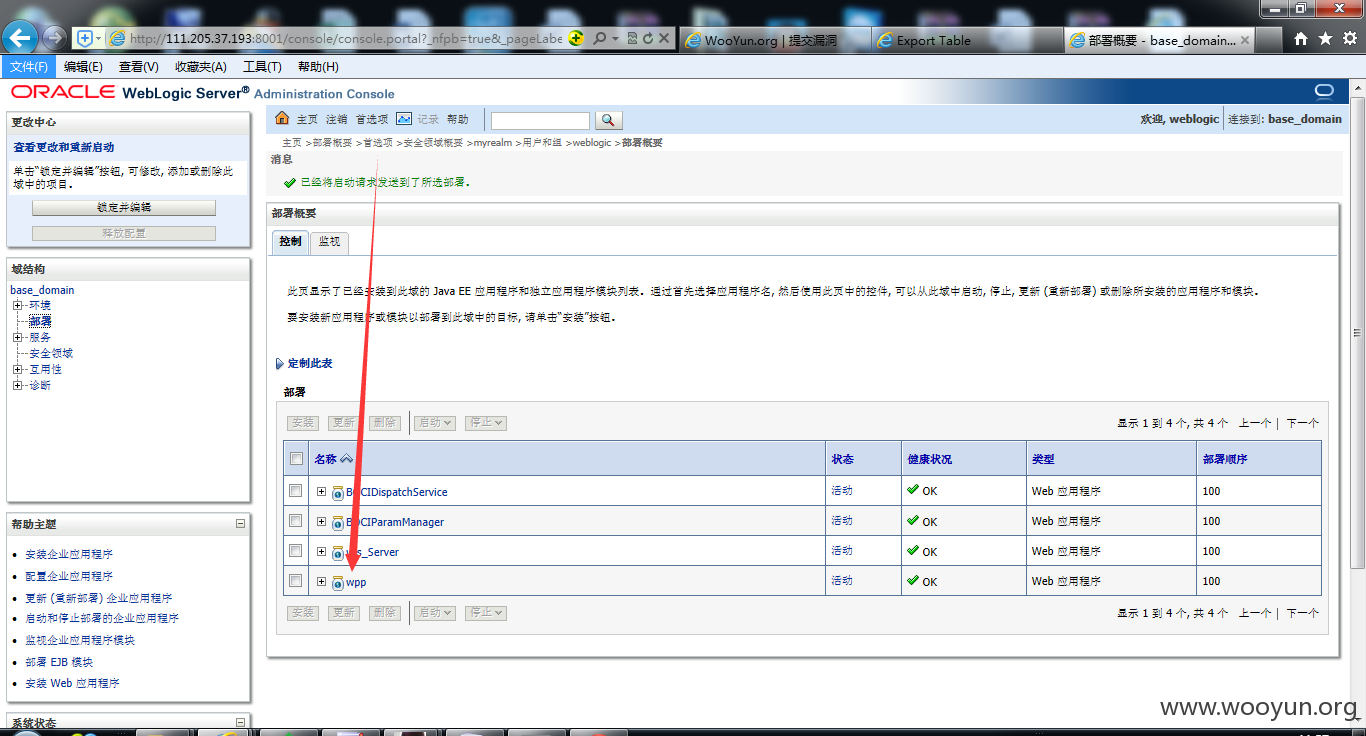 http://111.205.37.193:8001/console/console.portal?_nfpb=true&_pageLabe
WooYun.org | 提交漏洞
Export Table
部署概要 - base_domain...
文件(F) 编辑(E) 查看(V) 收藏夹(A) 工具(T) 帮助(H)
ORACLE WebLogic Server® Administration Console
更改中心
查看更改和重新启动
单击“锁定并编辑”按钮, 可修改, 添加或删除此
域中的项目。
锁定并编辑
释放配置
域结构
base_domain
环境
部署
服务
安全领域
互用性
诊断
帮助主题
安装企业应用程序
配置企业应用程序
更新 (重新部署) 企业应用程序
启动和停止部署的企业应用程序
监视企业应用程序模块
部署 EJB 模块
安装 Web 应用程序
系统状态
主页 注销 首选项 记录 帮助
欢迎, weblogic 连接到: base_domain
主页 >部署概要 >首选项 >安全领域概要 >myrealm >用户和组 >weblogic >部署概要
消息
已经将启动请求发送到了所选部署。
部署概要
控制 监视
此页显示了已经安装到此域的 Java EE 应用程序和独立应用程序模块列表。通过首先选择应用程序名, 然后使用此页中的控件, 可以从此域中启动, 停止, 更新 (重新部署) 或删除所安装的应用程序和模块。
要安装新应用程序或模块以部署到此域中的目标, 请单击“安装”按钮。
定制此表
部署
安装 更新 删除 启动 停止 显示 1 到 4 个, 共 4 个 上一个 | 下一个
名称 状态 健康状况 类型 部署顺序
BOCIDispatchService 活动 OK Web 应用程序 100
BOCIParamManager 活动 OK Web 应用程序 100
活动 OK Web 应用程序 100
wpp 活动 OK Web 应用程序 100
安装 更新 删除 启动 停止 显示 1 到 4 个, 共 4 个 上一个 | 下一个
www.wooyun.org